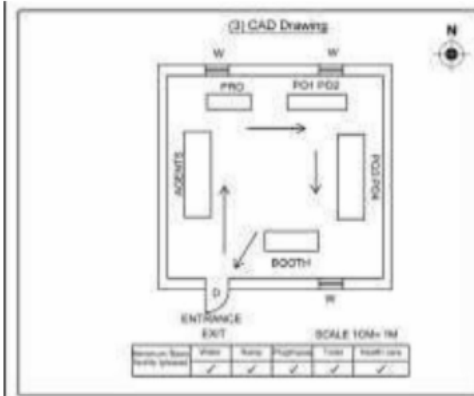 (3) CAD Drawing
N
W
W
PRO
PO1 PO2
AGENTS
PO3 PO4
BOOTH
D
W
ENTRANCE
EXIT
SCALE 1CM= 1M
Water
Ramp
Toilet
Health care
✓ ✓ ✓ ✓ ✓